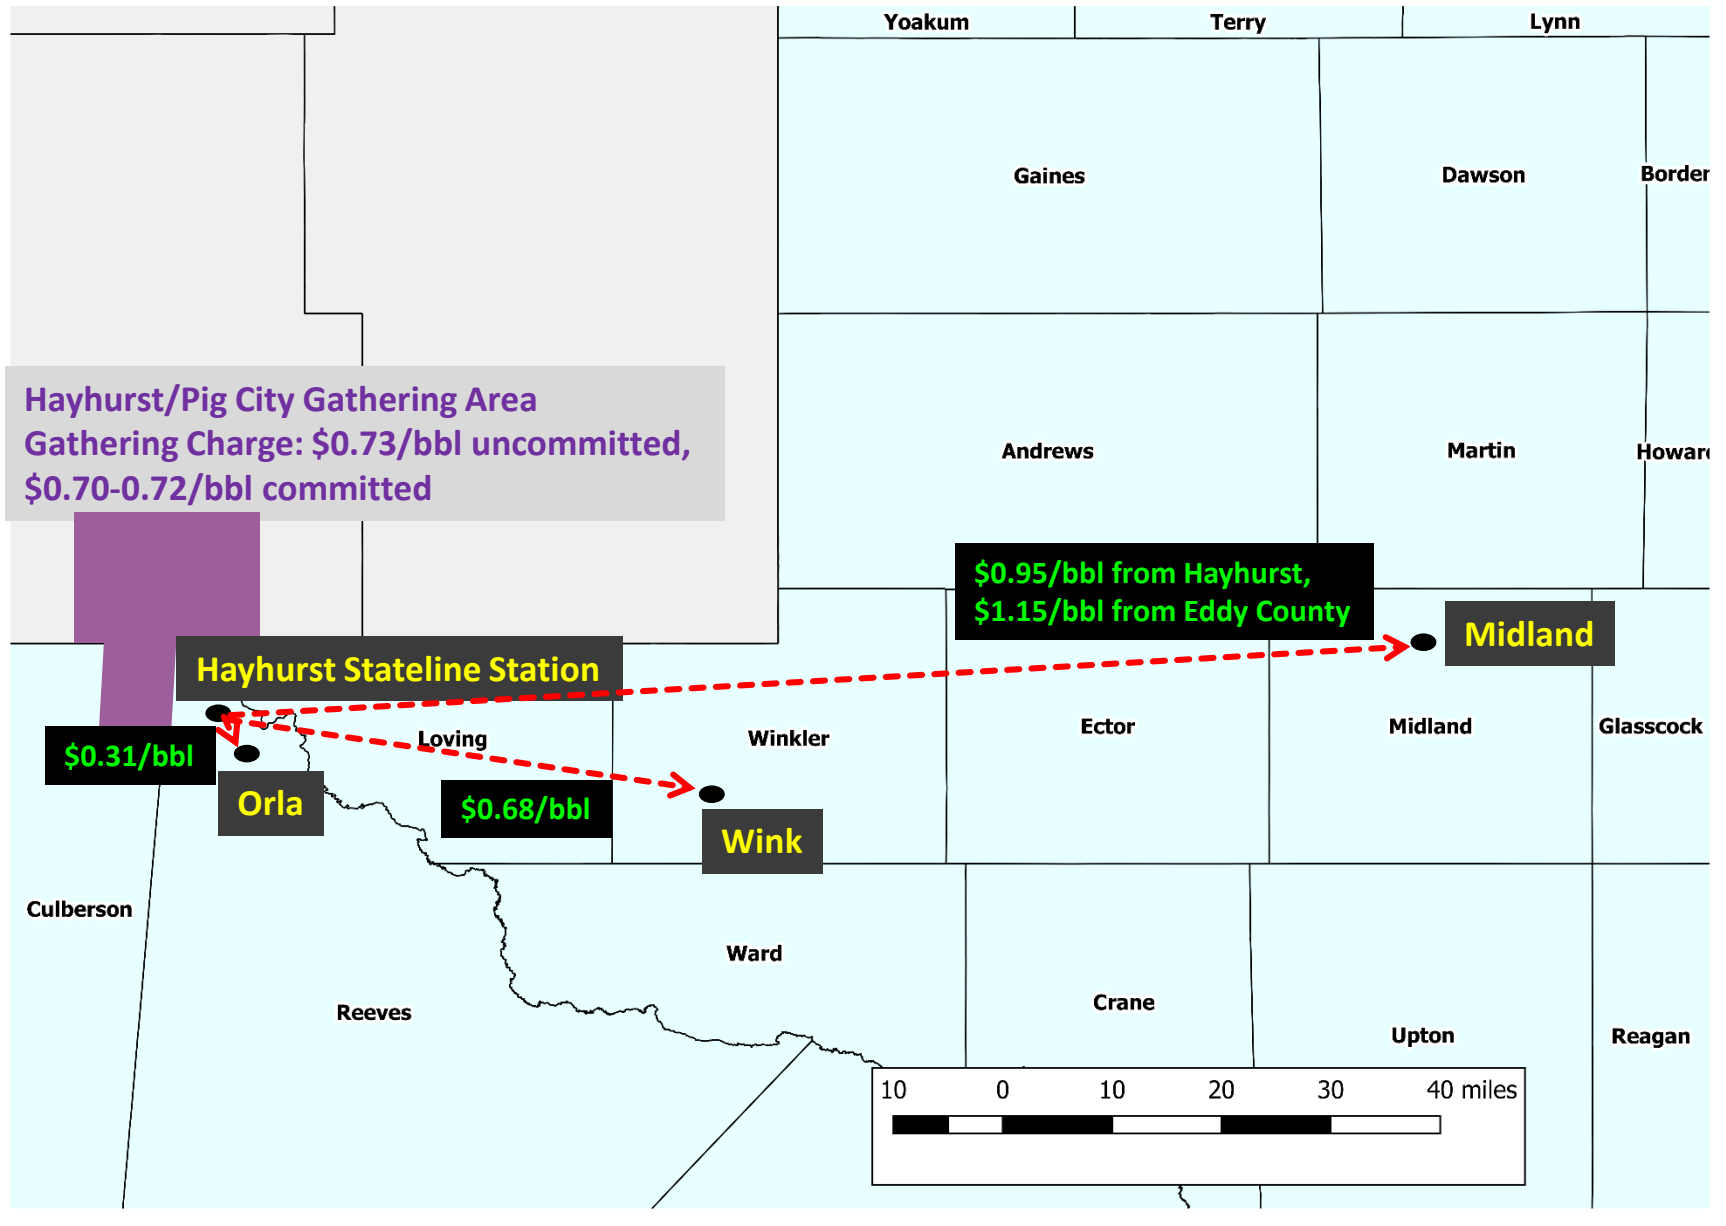 Yoakum
Terry
Lynn
Gaines
Dawson
Borden
Hayhurst/Pig City Gathering Area
Gathering Charge: $0.73/bbl uncommitted,
$0.70-0.72/bbl committed
Andrews
Martin
Howard
$0.95/bbl from Hayhurst,
$1.15/bbl from Eddy County
Midland
Hayhurst Stateline Station
Loving
Winkler
Ector
Midland
Glasscock
$0.31/bbl
Orla
$0.68/bbl
Wink
Culberson
Ward
Reeves
Crane
Upton
Reagan
10 0 10 20 30 40 miles